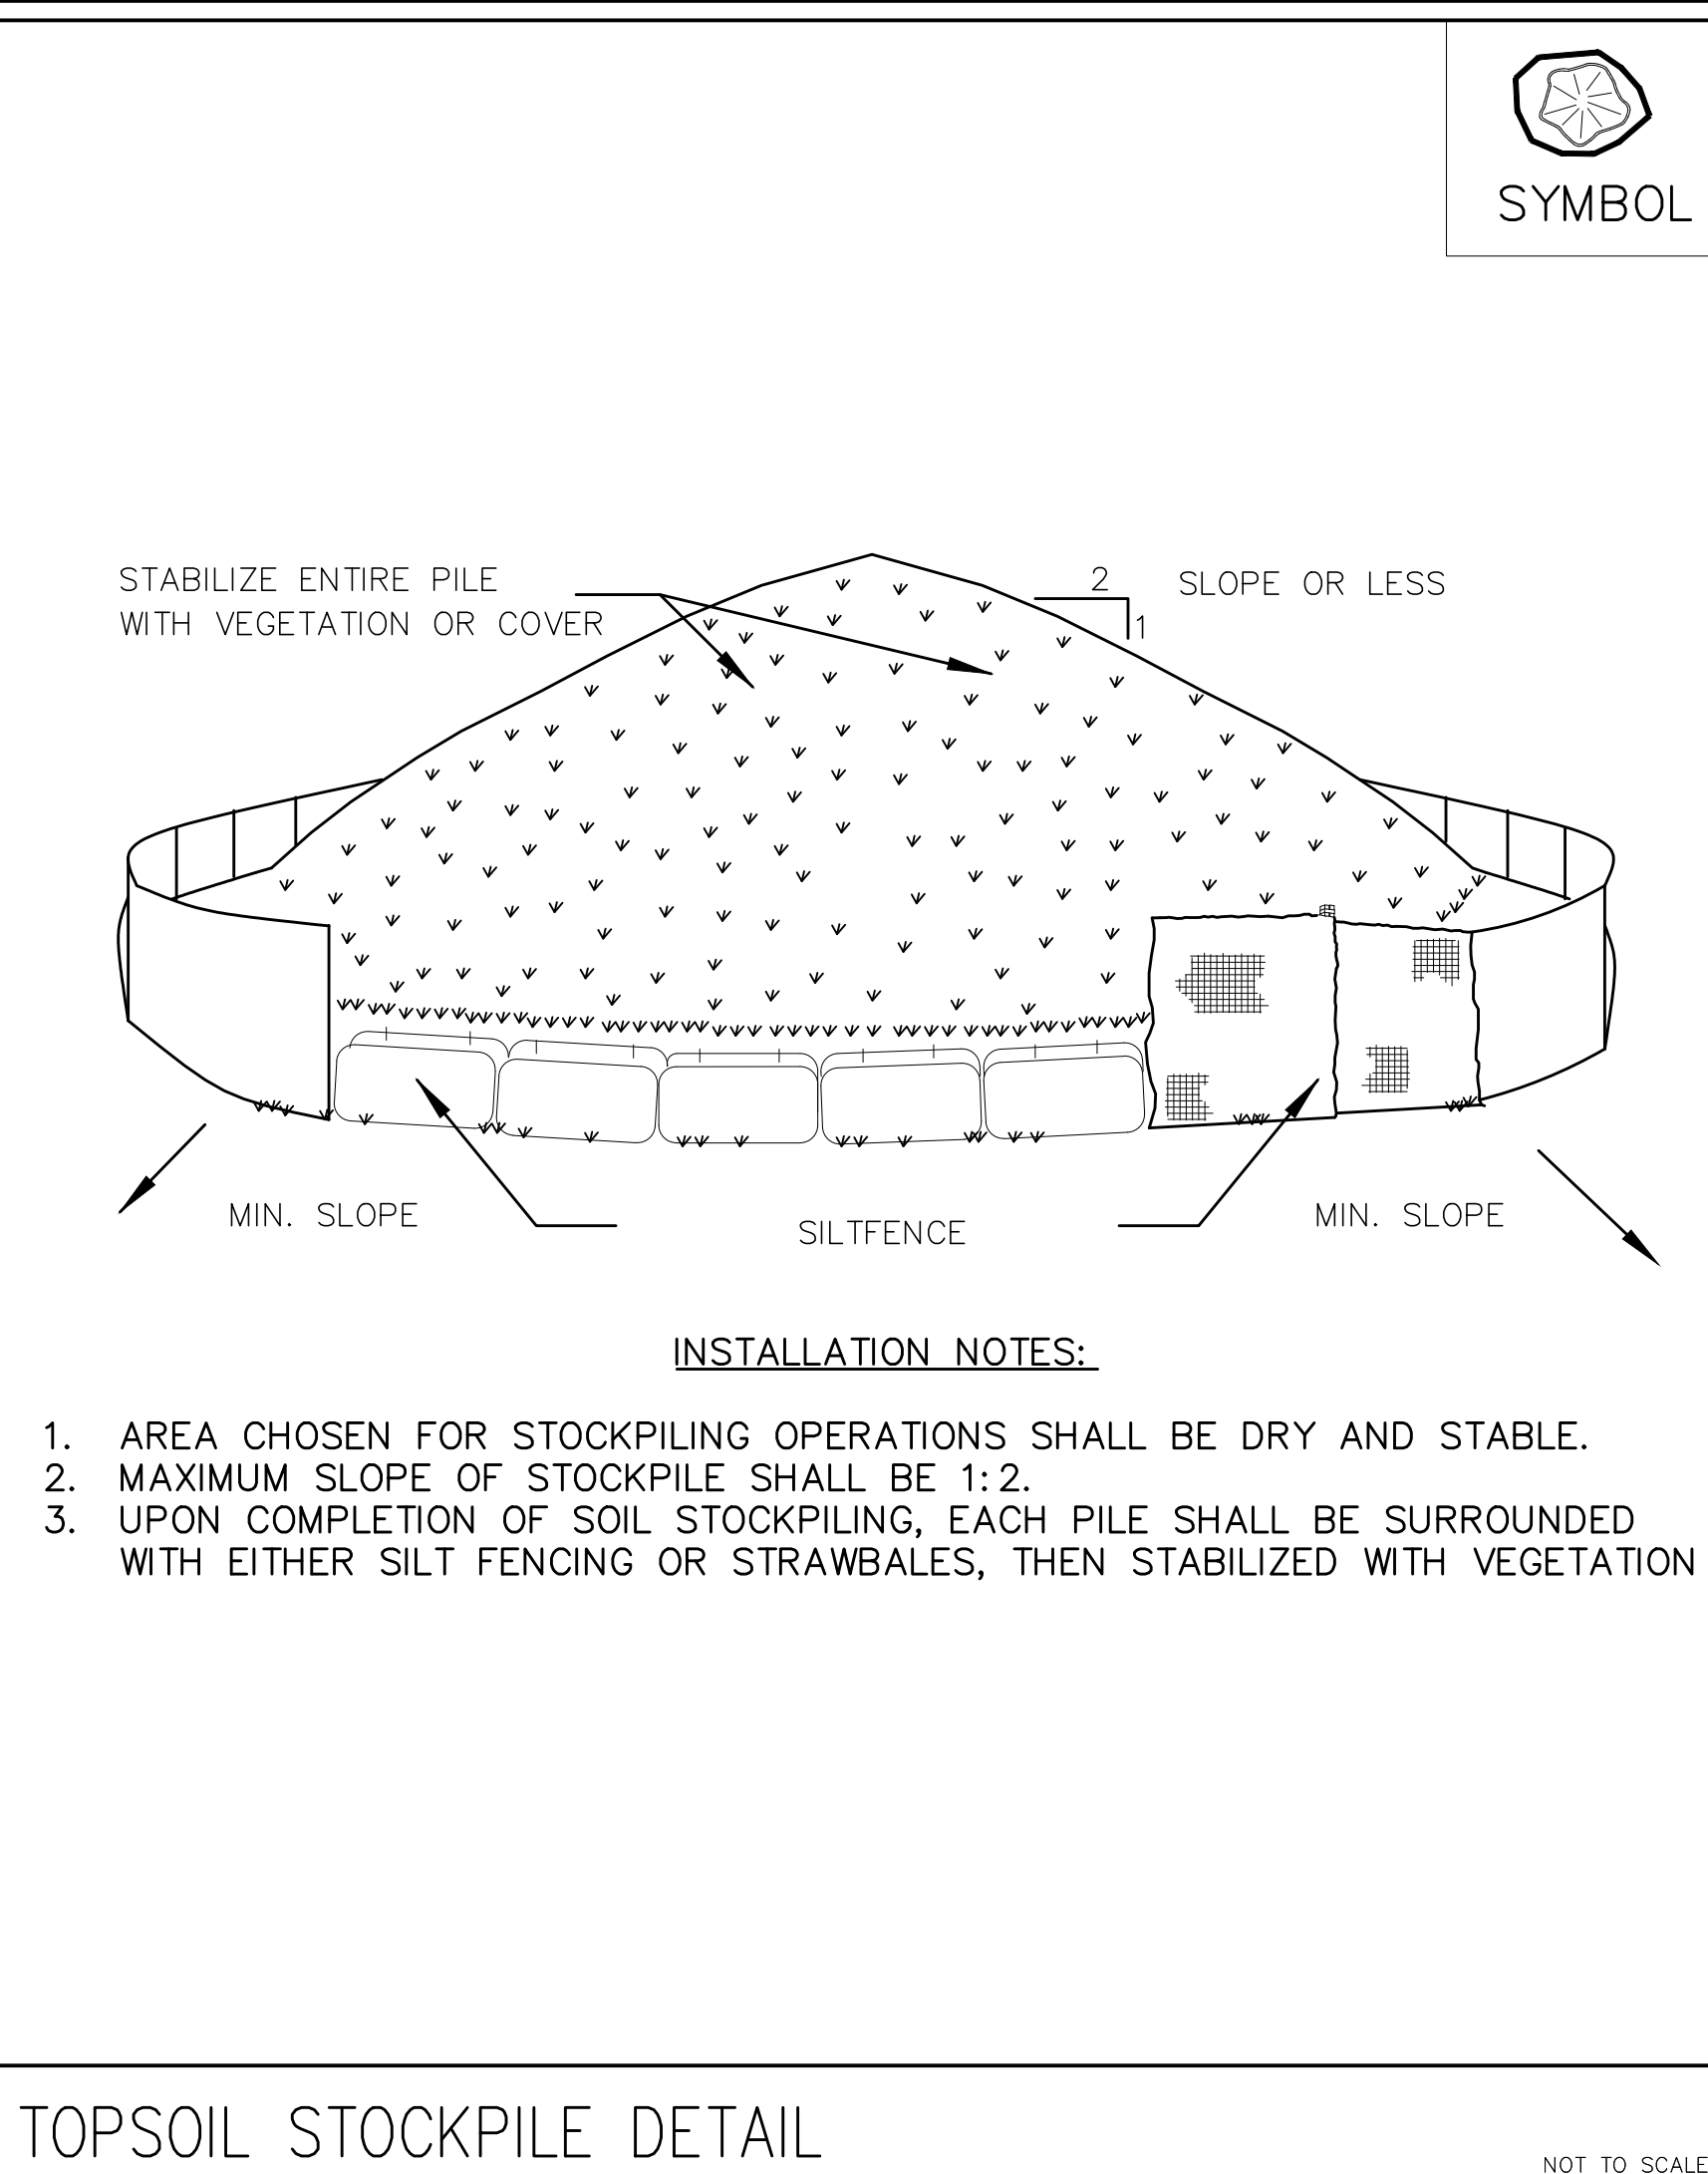 SYMBOL
STABILIZE ENTIRE PILE
WITH VEGETATION OR COVER
2
1
SLOPE OR LESS
MIN. SLOPE
SILTFENCE
MIN. SLOPE
INSTALLATION NOTES:
1. AREA CHOSEN FOR STOCKPILING OPERATIONS SHALL BE DRY AND STABLE.
2. MAXIMUM SLOPE OF STOCKPILE SHALL BE 1:2.
3. UPON COMPLETION OF SOIL STOCKPILING, EACH PILE SHALL BE SURROUNDED
WITH EITHER SILT FENCING OR STRAWBALES, THEN STABILIZED WITH VEGETATION
TOPSOIL STOCKPILE DETAIL
NOT TO SCALE